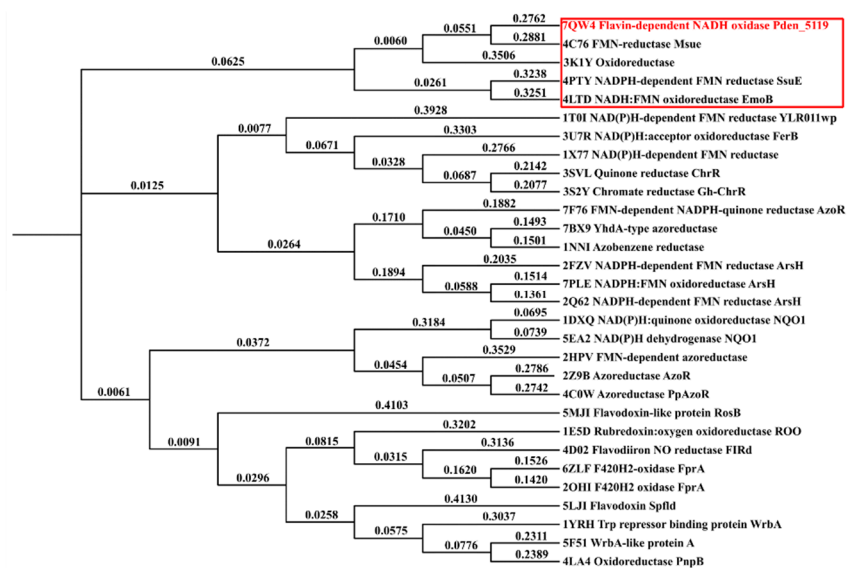 0.2762
7QW4 Flavin-dependent NADH oxidase Pden_5119
0.0551
0.2881
4C76 FMN-reductase Msue
0.0060
0.3506
3K1Y Oxidoreductase
0.0625
0.3238
4PTY NADPH-dependent FMN reductase SsuE
0.0261
0.3251
4LTD NADH:FMN oxidoreductase EmoB
0.3928
1T0I NAD(P)H-dependent FMN reductase YLR011wp
0.0077
0.3303
3U7R NAD(P)H:acceptor oxidoreductase FerB
0.0671
0.2766
1X77 NAD(P)H-dependent FMN reductase
0.0328
0.2142
3SVL Quinone reductase ChrR
0.0687
0.2077
3S2Y Chromate reductase Gh-ChrR
0.0125
0.1882
7F76 FMN-dependent NADPH-quinone reductase AzoR
0.1710
0.1493
7BX9 YhdA-type azoreductase
0.0450
0.1501
1NNI Azobenzene reductase
0.0264
0.2035
2FZV NADPH-dependent FMN reductase ArsH
0.1894
0.1514
7PLE NADPH:FMN oxidoreductase ArsH
0.0588
0.1361
2Q62 NADPH-dependent FMN reductase ArsH
0.0695
1DXQ NAD(P)H:quinone oxidoreductase NQO1
0.3184
0.0739
5EA2 NAD(P)H dehydrogenase NQO1
0.0372
0.3529
2HPV FMN-dependent azoreductase
0.0454
0.2786
2Z9B Azoreductase AzoR
0.0507
0.2742
4C0W Azoreductase PpAzoR
0.0061
0.4103
5MJI Flavodoxin-like protein RosB
0.0091
0.3202
1E5D Rubredoxin:oxygen oxidoreductase ROO
0.0815
0.3136
4D02 Flavodiiron NO reductase FIRd
0.0315
0.1526
6ZLF F420H2-oxidase FprA
0.1620
0.1420
2OHI F420H2 oxidase FprA
0.0296
0.4130
5LJI Flavodoxin Spfld
0.0258
0.3037
1YRH Trp repressor binding protein WrbA
0.0575
0.2311
5F51 WrbA-like protein A
0.0776
0.2389
4LA4 Oxidoreductase PnpB